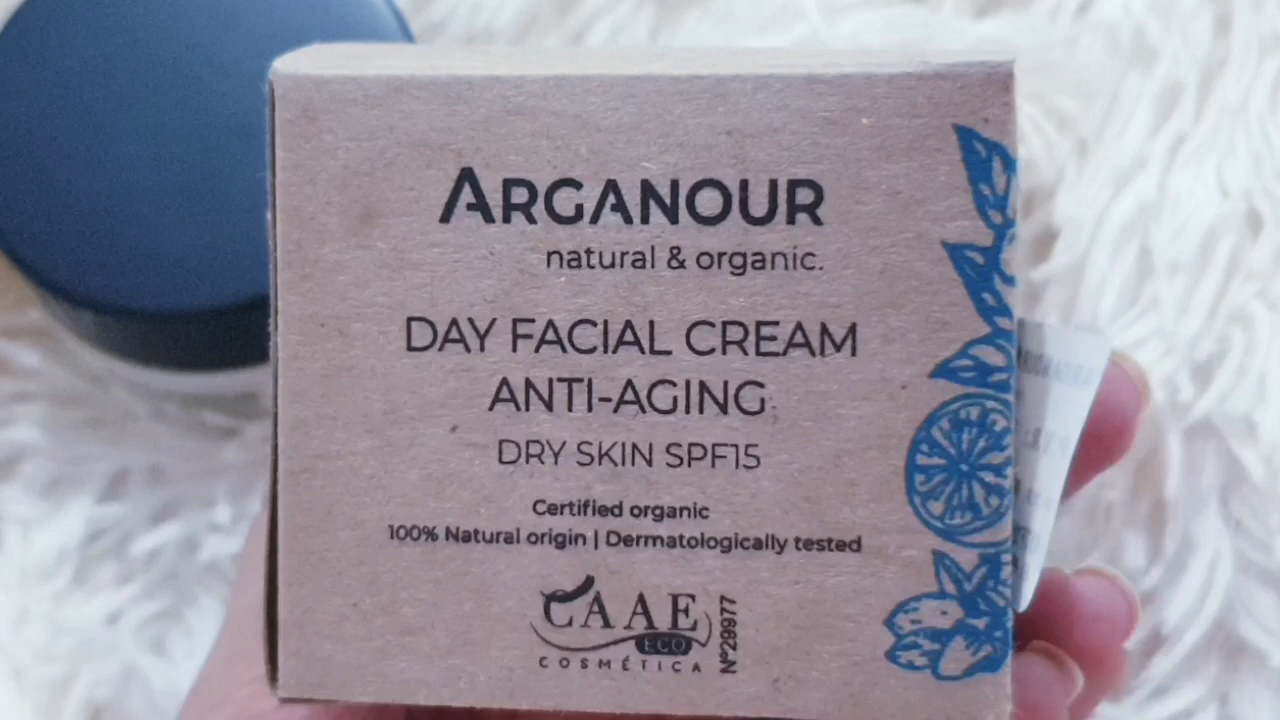 ARGANOUR
natural & organic.
DAY FACIAL CREAM
ANTI-AGING
DRY SKIN SPF15
Certified organic
100% Natural origin | Dermatologically tested
CAAE
ECO
COSMÉTICA
Nº29977